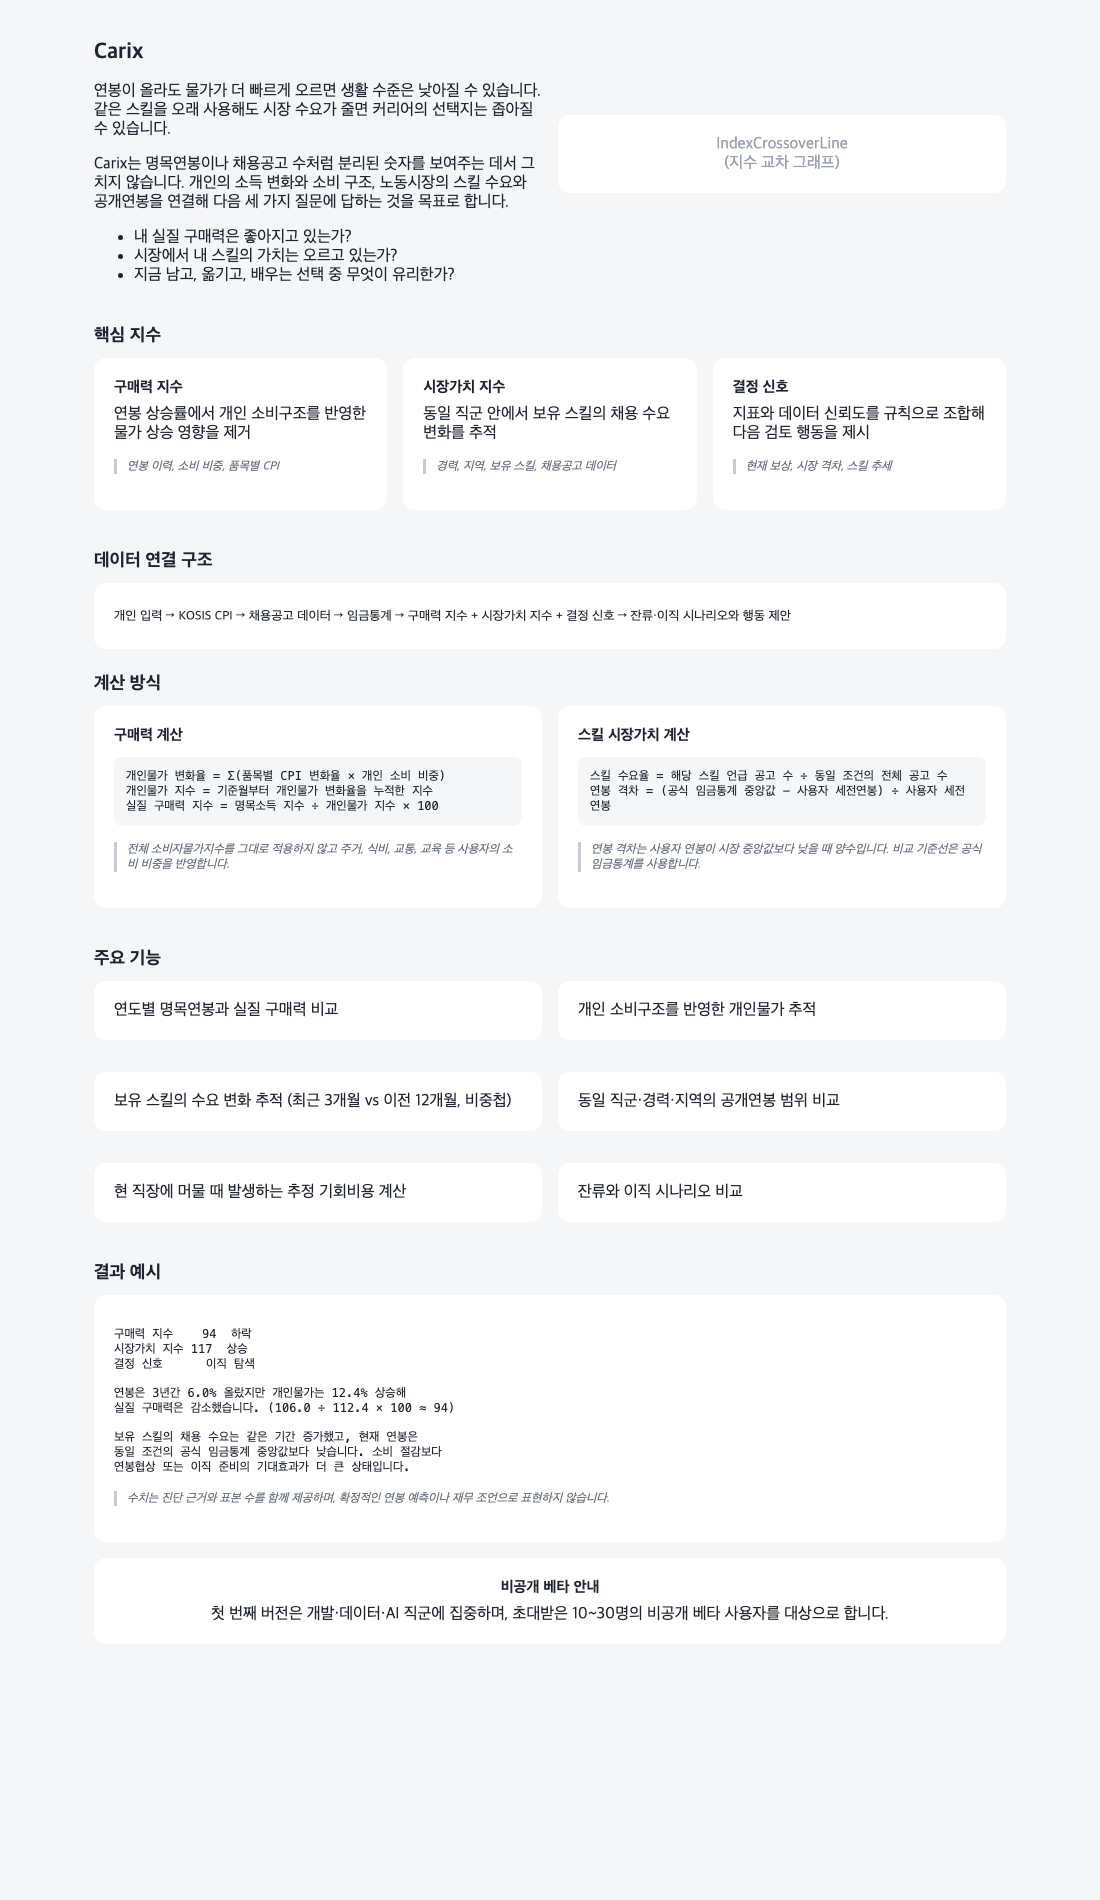 Carix
연봉이 올라도 물가가 더 빠르게 오르면 생활 수준은 낮아질 수 있습니다.
같은 스킬을 오래 사용해도 시장 수요가 줄면 커리어의 선택지는 좁아질
수 있습니다.
Carix는 명목연봉이나 채용공고 수처럼 분리된 숫자를 보여주는 데서 그
치지 않습니다. 개인의 소득 변화와 소비 구조, 노동시장의 스킬 수요와
공개연봉을 연결해 다음 세 가지 질문에 답하는 것을 목표로 합니다.
• 내 실질 구매력은 좋아지고 있는가?
• 시장에서 내 스킬의 가치는 오르고 있는가?
• 지금 남고, 옮기고, 배우는 선택 중 무엇이 유리한가?
IndexCrossoverLine
(지수 교차 그래프)
핵심 지수
구매력 지수
연봉 상승률에서 개인 소비구조를 반영한
물가 상승 영향을 제거
연봉 이력, 소비 비중, 품목별 CPI
시장가치 지수
동일 직군 안에서 보유 스킬의 채용 수요
변화를 추적
경력, 지역, 보유 스킬, 채용공고 데이터
결정 신호
지표와 데이터 신뢰도를 규칙으로 조합해
다음 검토 행동을 제시
현재 보상, 시장 격차, 스킬 추세
데이터 연결 구조
개인 입력 → KOSIS CPI → 채용공고 데이터 → 임금통계 → 구매력 지수 + 시장가치 지수 + 결정 신호 → 잔류·이직 시나리오와 행동 제안
계산 방식
구매력 계산
개인물가 변화율 = Σ(품목별 CPI 변화율 × 개인 소비 비중)
개인물가 지수 = 기준월부터 개인물가 변화율을 누적한 지수
실질 구매력 지수 = 명목소득 지수 ÷ 개인물가 지수 × 100
전체 소비자물가지수를 그대로 적용하지 않고 주거, 식비, 교통, 교육 등 사용자의 소
비 비중을 반영합니다.
스킬 시장가치 계산
스킬 수요율 = 해당 스킬 언급 공고 수 ÷ 동일 조건의 전체 공고 수
연봉 격차 = (공식 임금통계 중앙값 − 사용자 세전연봉) ÷ 사용자 세전
연봉
연봉 격차는 사용자 연봉이 시장 중앙값보다 낮을 때 양수입니다. 비교 기준선은 공식
임금통계를 사용합니다.
주요 기능
연도별 명목연봉과 실질 구매력 비교
개인 소비구조를 반영한 개인물가 추적
보유 스킬의 수요 변화 추적 (최근 3개월 vs 이전 12개월, 비중첩)
동일 직군·경력·지역의 공개연봉 범위 비교
현 직장에 머물 때 발생하는 추정 기회비용 계산
잔류와 이직 시나리오 비교
결과 예시
구매력 지수 94 하락
시장가치 지수 117 상승
결정 신호 이직 탐색
연봉은 3년간 6.0% 올랐지만 개인물가는 12.4% 상승해
실질 구매력은 감소했습니다. (106.0 ÷ 112.4 × 100 ≈ 94)
보유 스킬의 채용 수요는 같은 기간 증가했고, 현재 연봉은
동일 조건의 공식 임금통계 중앙값보다 낮습니다. 소비 절감보다
연봉협상 또는 이직 준비의 기대효과가 더 큰 상태입니다.
수치는 진단 근거와 표본 수를 함께 제공하며, 확정적인 연봉 예측이나 재무 조언으로 표현하지 않습니다.
비공개 베타 안내
첫 번째 버전은 개발·데이터·AI 직군에 집중하며, 초대받은 10~30명의 비공개 베타 사용자를 대상으로 합니다.